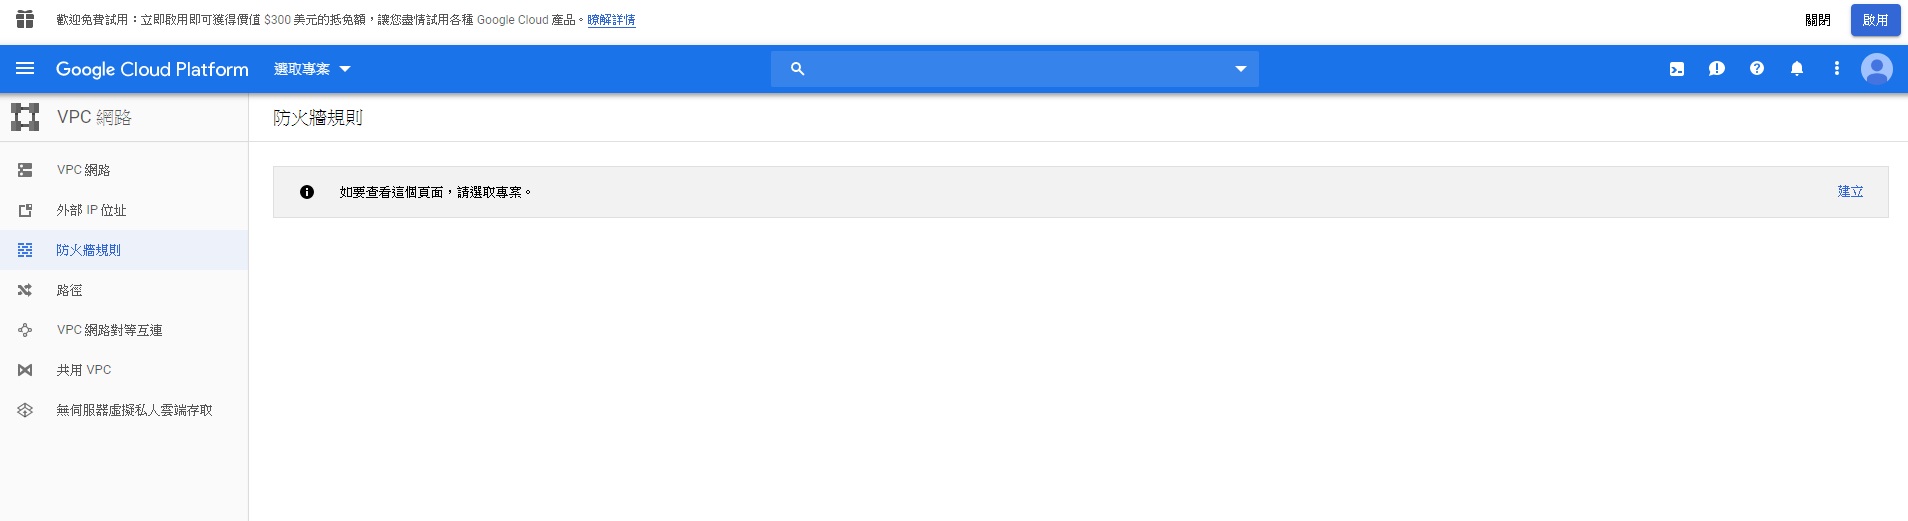 歡迎免費試用：立即啟用即可獲得價值 $300 美元的抵免額，讓您盡情試用各種 Google Cloud 產品。瞭解詳情
關閉
啟用
Google Cloud Platform
選取專案
VPC 網路
防火牆規則
VPC 網路
外部 IP 位址
防火牆規則
路徑
VPC 網路對等互連
共用 VPC
無伺服器虛擬私人雲端存取
如要查看這個頁面，請選取專案。
建立